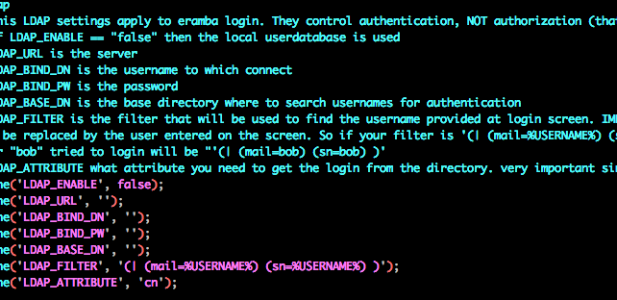 ap
his LDAP settings apply to eramba login. They control authentication, NOT authorization (tha
f LDAP_ENABLE == "false" then the local userdatabase is used
DAP_URL is the server
DAP_BIND_DN is the username to which connect
DAP_BIND_PW is the password
DAP_BASE_DN is the base directory where to search usernames for authentication
DAP_FILTER is the filter that will be used to find the username provided at login screen. IM
be replaced by the user entered on the screen. So if your filter is '(| (mail=%USERNAME%) (s
r "bob" tried to login will be "'(| (mail=bob) (sn=bob) )'
DAP_ATTRIBUTE what attribute you need to get the login from the directory. very important si
ne('LDAP_ENABLE', false);
ne('LDAP_URL', '');
ne('LDAP_BIND_DN', '');
ne('LDAP_BIND_PW', '');
ne('LDAP_BASE_DN', '');
ne('LDAP_FILTER', '(| (mail=%USERNAME%) (sn=%USERNAME%) )');
ne('LDAP_ATTRIBUTE', 'cn');